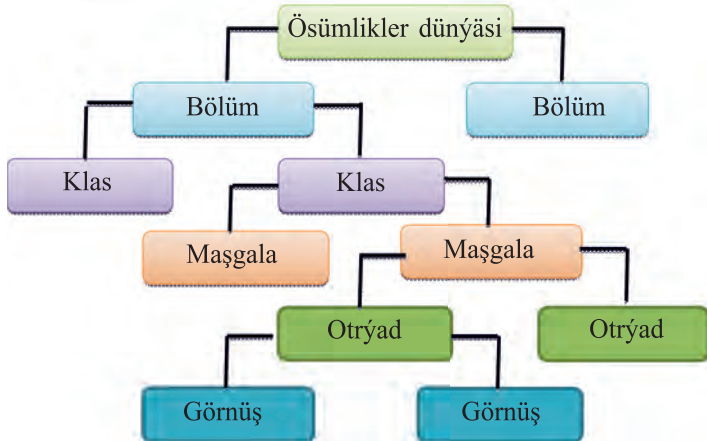 Ösümlikler dünýäsi
Bölüm
Bölüm
Klas
Klas
Maşgala
Maşgala
Otrýad
Otrýad
Görnüş
Görnüş